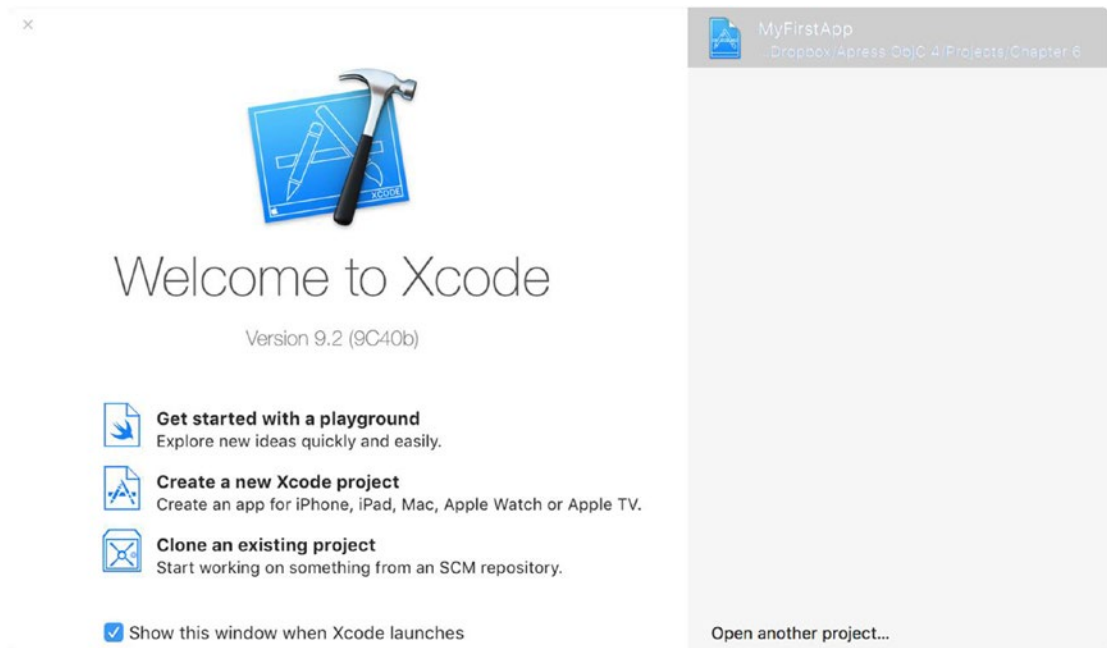 XCODE
Welcome to Xcode
Version 9.2 (9C40b)
Get started with a playground
Explore new ideas quickly and easily.
Create a new Xcode project
Create an app for iPhone, iPad, Mac, Apple Watch or Apple TV.
Clone an existing project
Start working on something from an SCM repository.
Show this window when Xcode launches
MyFirstApp
...Dropbox/Apress ObjC 4/Projects/Chapter 6
Open another project...